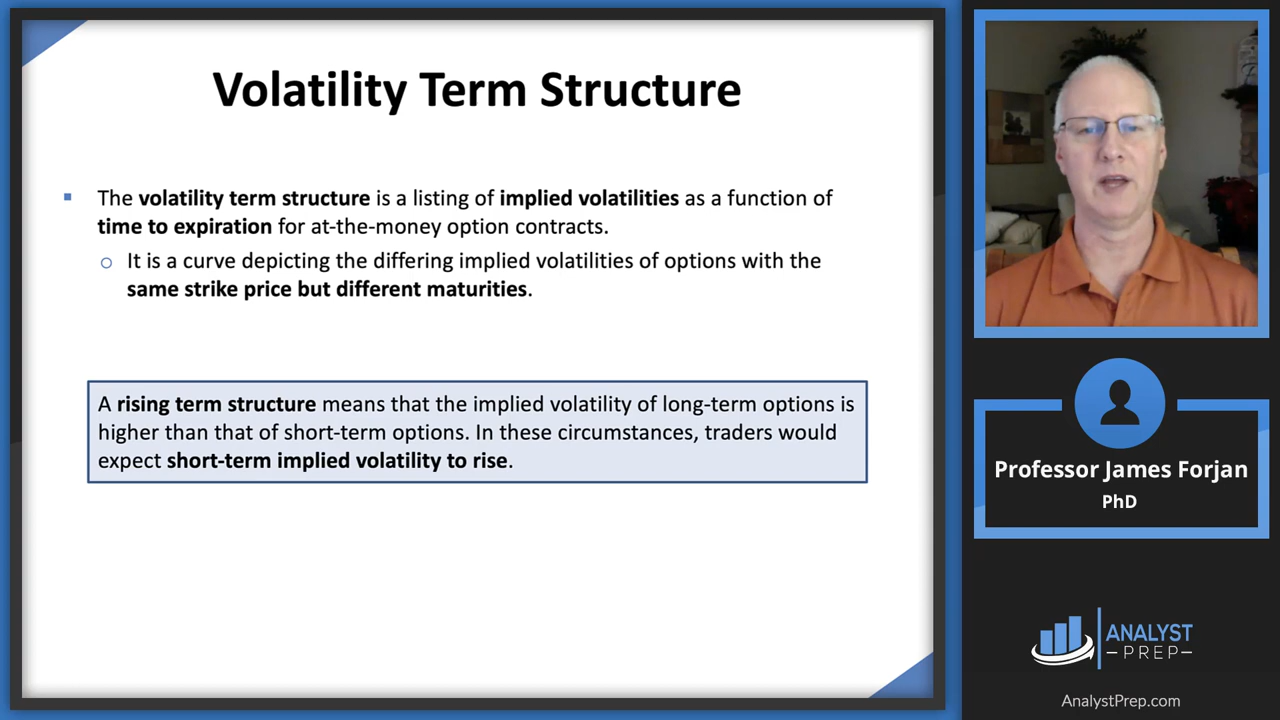 Volatility Term Structure
The volatility term structure is a listing of implied volatilities as a function of
time to expiration for at-the-money option contracts.
It is a curve depicting the differing implied volatilities of options with the
same strike price but different maturities.
A rising term structure means that the implied volatility of long-term options is
higher than that of short-term options. In these circumstances, traders would
expect short-term implied volatility to rise.
Professor James Forjan
PhD
ANALYST
–PREP–
AnalystPrep.com